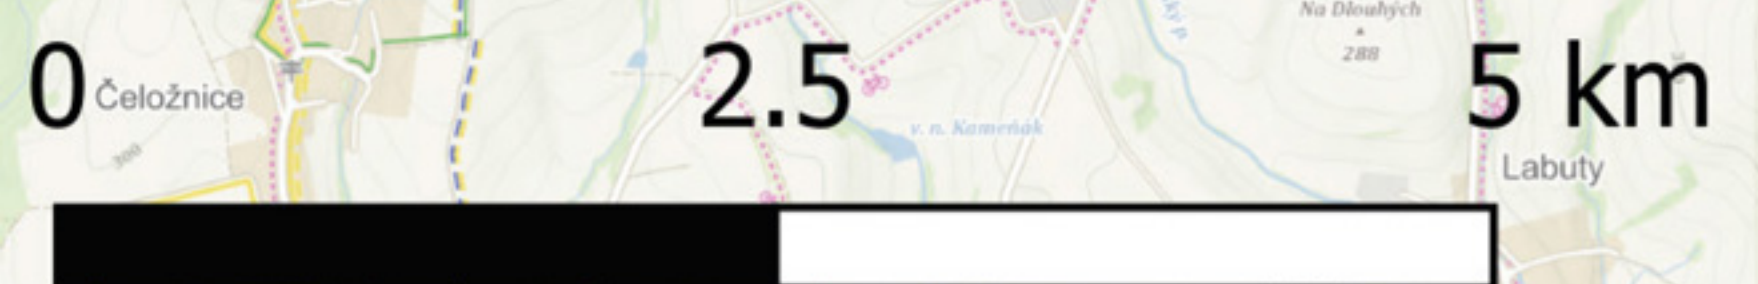 Na Dlouhých
288
0 2.5 5 km
Čeložnice
v. n. Kameňák
300
Labuty